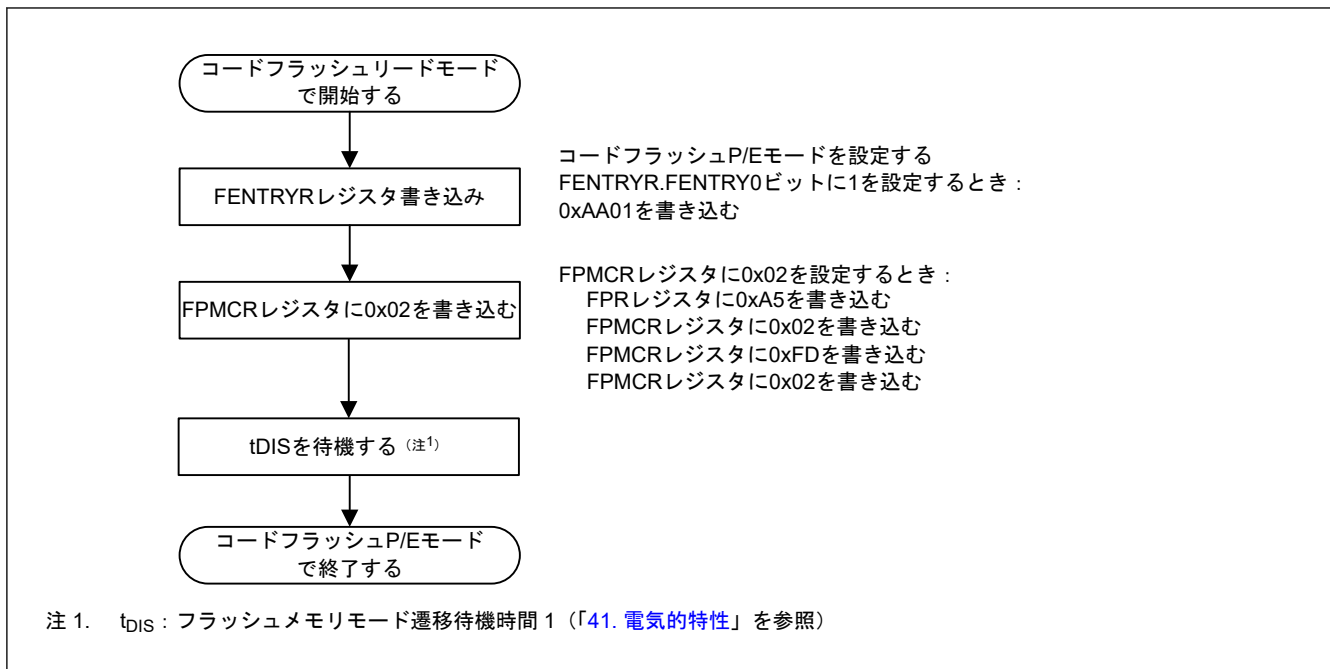 コードフラッシュリードモード
で開始する
FENTRYRレジスタ書き込み
コードフラッシュP/Eモードを設定する
FENTRYR.FENTRY0ビットに1を設定するとき：
0xAA01を書き込む
FPMCRレジスタに0x02を書き込む
FPMCRレジスタに0x02を設定するとき：
FPRレジスタに0xA5を書き込む
FPMCRレジスタに0x02を書き込む
FPMCRレジスタに0xFDを書き込む
FPMCRレジスタに0x02を書き込む
tDISを待機する（注1）
コードフラッシュP/Eモード
で終了する
注 1. tDIS：フラッシュメモリモード遷移待機時間 1（「41. 電気的特性」を参照）